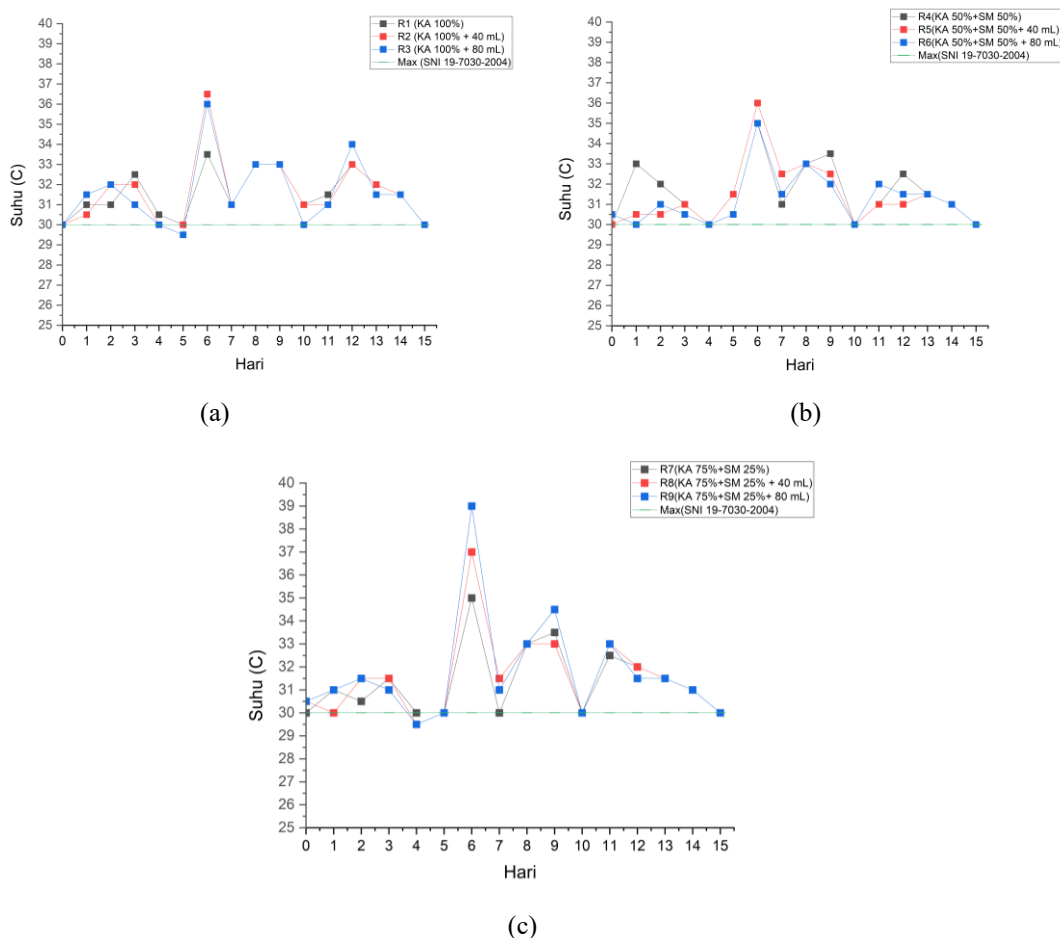 R1 (KA 100%)
R2 (KA 100% + 40 mL)
R3 (KA 100% + 80 mL)
Max (SNI 19-7030-2004)
40
39
38
37
36
35
34
33
32
31
30
29
28
27
26
25
Suhu (C)
0 1 2 3 4 5 6 7 8 9 10 11 12 13 14 15
Hari
(a)
R4(KA 50%+SM 50%)
R5(KA 50%+SM 50%+ 40 mL)
R6(KA 50%+SM 50% + 80 mL)
Max(SNI 19-7030-2004)
40
39
38
37
36
35
34
33
32
31
30
29
28
27
26
25
Suhu (C)
0 1 2 3 4 5 6 7 8 9 10 11 12 13 14 15
Hari
(b)
R7(KA 75%+SM 25%)
R8(KA 75%+SM 25% + 40 mL)
R9(KA 75%+SM 25%+ 80 mL)
Max(SNI 19-7030-2004)
40
39
38
37
36
35
34
33
32
31
30
29
28
27
26
25
Suhu (C)
0 1 2 3 4 5 6 7 8 9 10 11 12 13 14 15
Hari
(c)